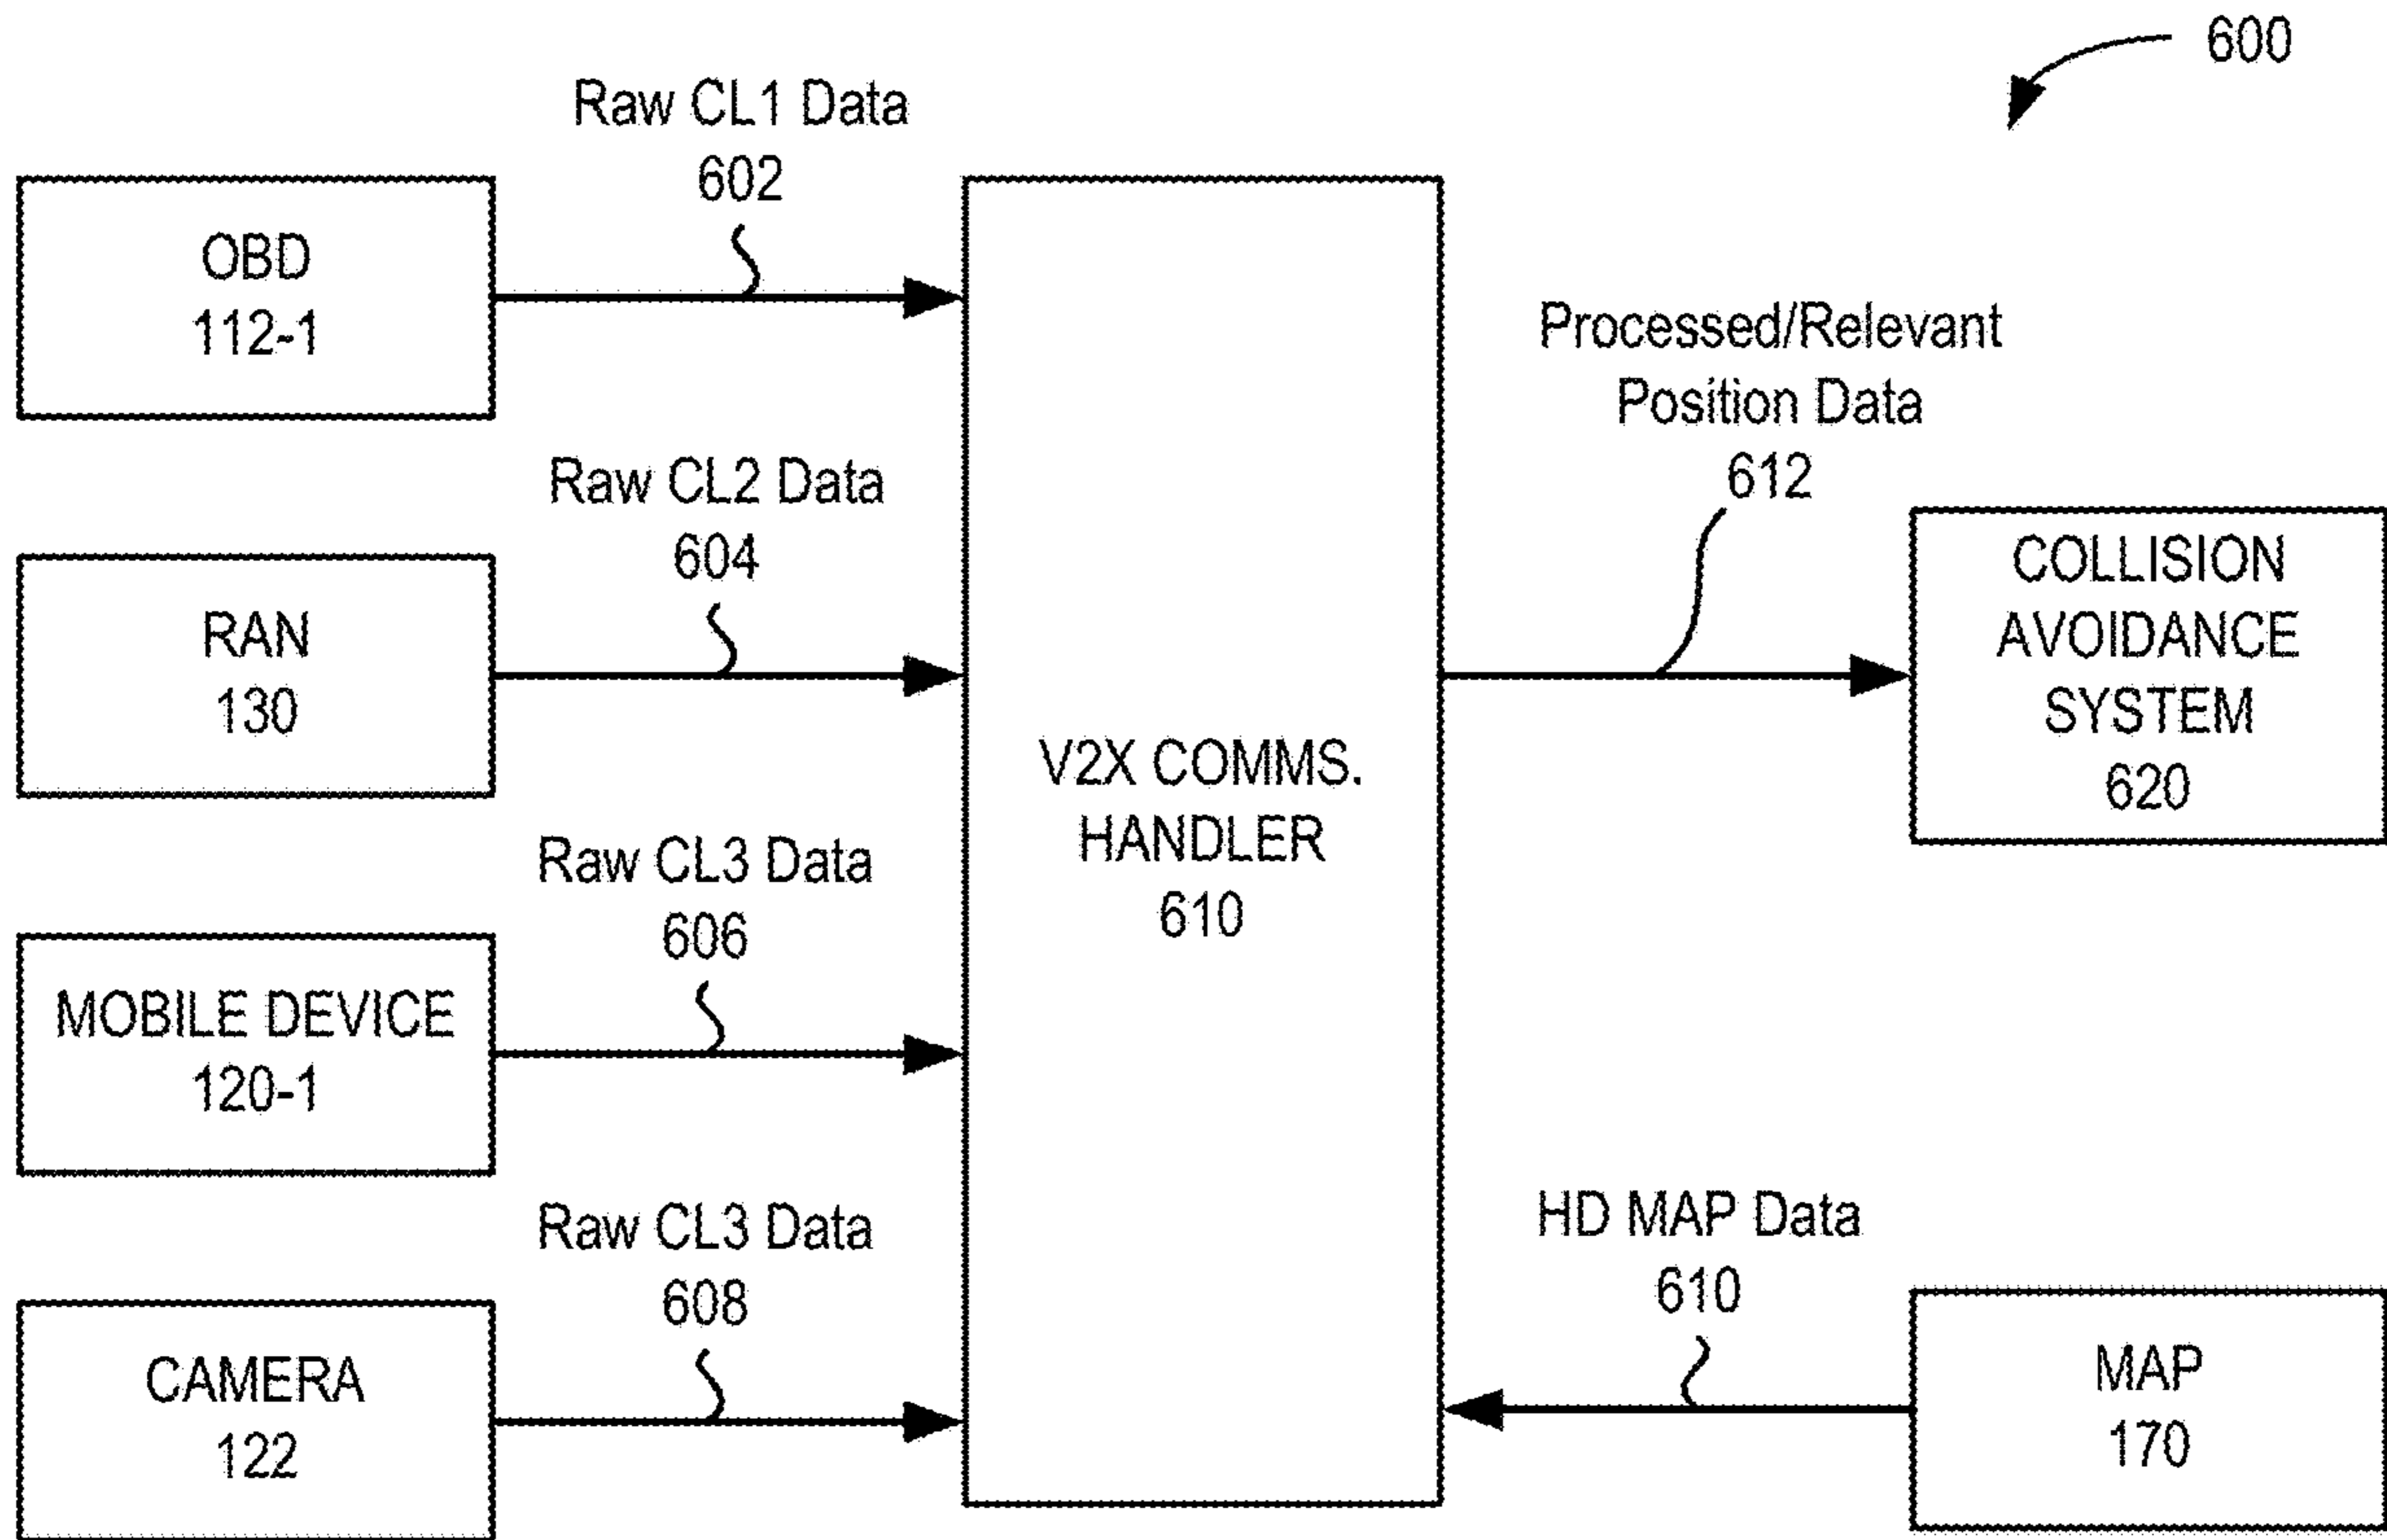 600
Raw CL1 Data
602
OBD
112-1
Raw CL2 Data
604
RAN
130
Raw CL3 Data
606
MOBILE DEVICE
120-1
Raw CL3 Data
608
CAMERA
122
V2X COMMS.
HANDLER
610
Processed/Relevant
Position Data
612
COLLISION
AVOIDANCE
SYSTEM
620
HD MAP Data
610
MAP
170